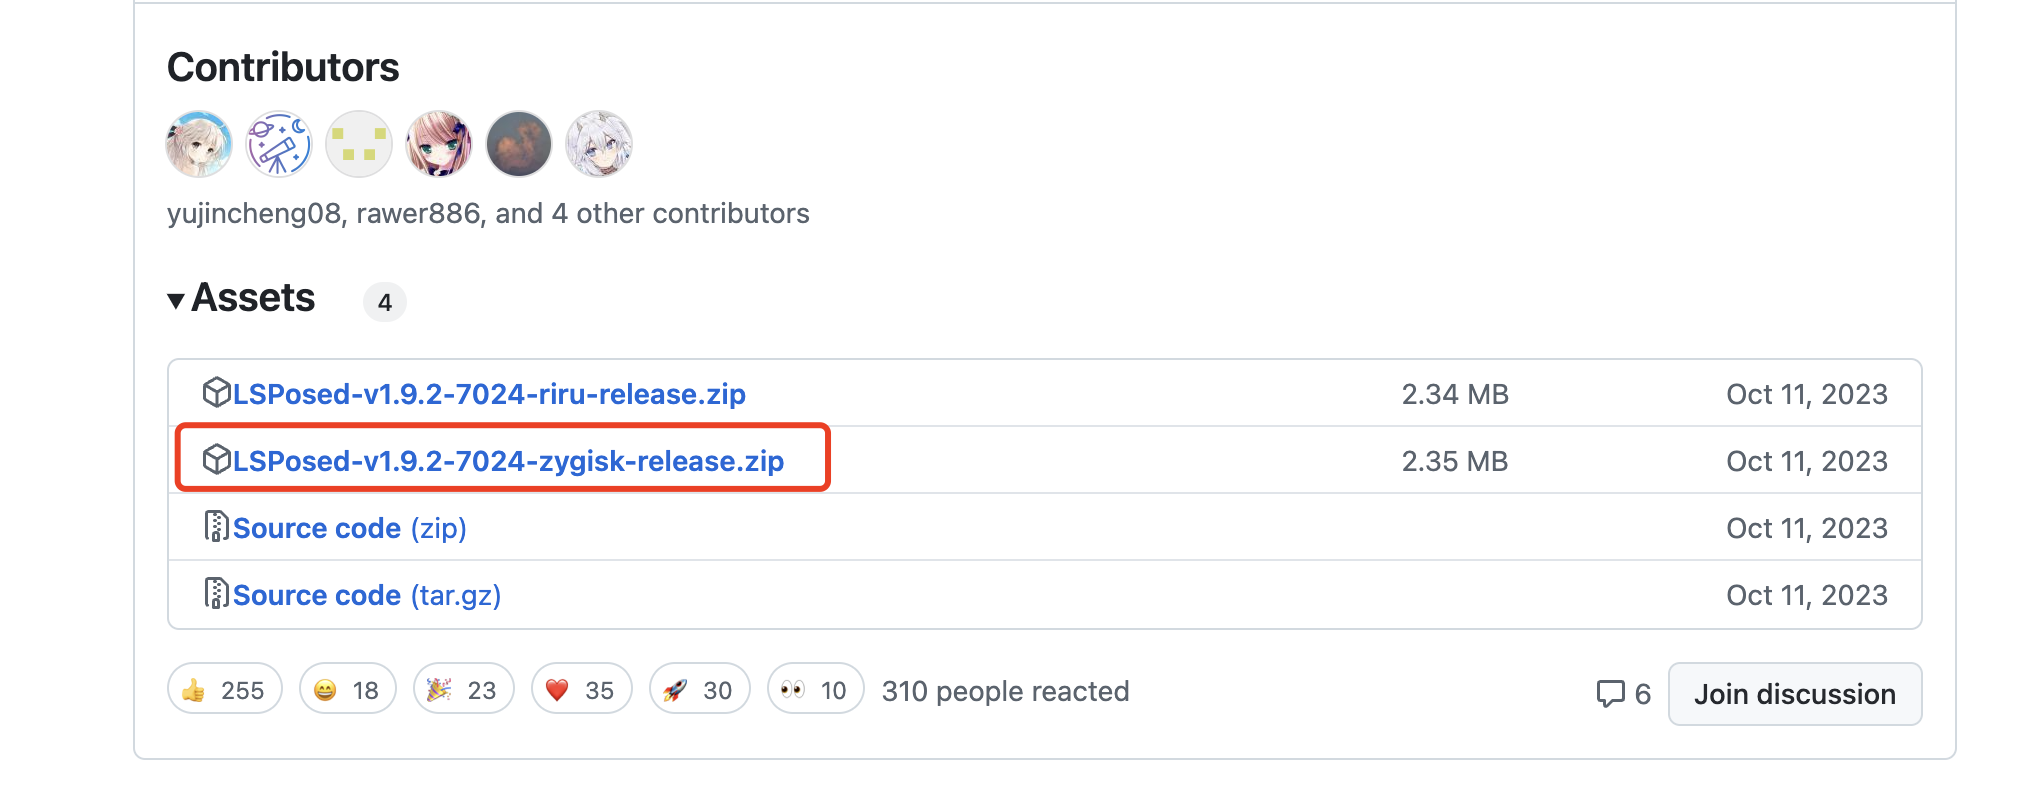 Contributors
yujincheng08, rawer886, and 4 other contributors
Assets 4
LSPosed-v1.9.2-7024-riru-release.zip 2.34 MB Oct 11, 2023
LSPosed-v1.9.2-7024-zygisk-release.zip 2.35 MB Oct 11, 2023
Source code (zip) Oct 11, 2023
Source code (tar.gz) Oct 11, 2023
255 18 23 35 30 10 310 people reacted 6 Join discussion